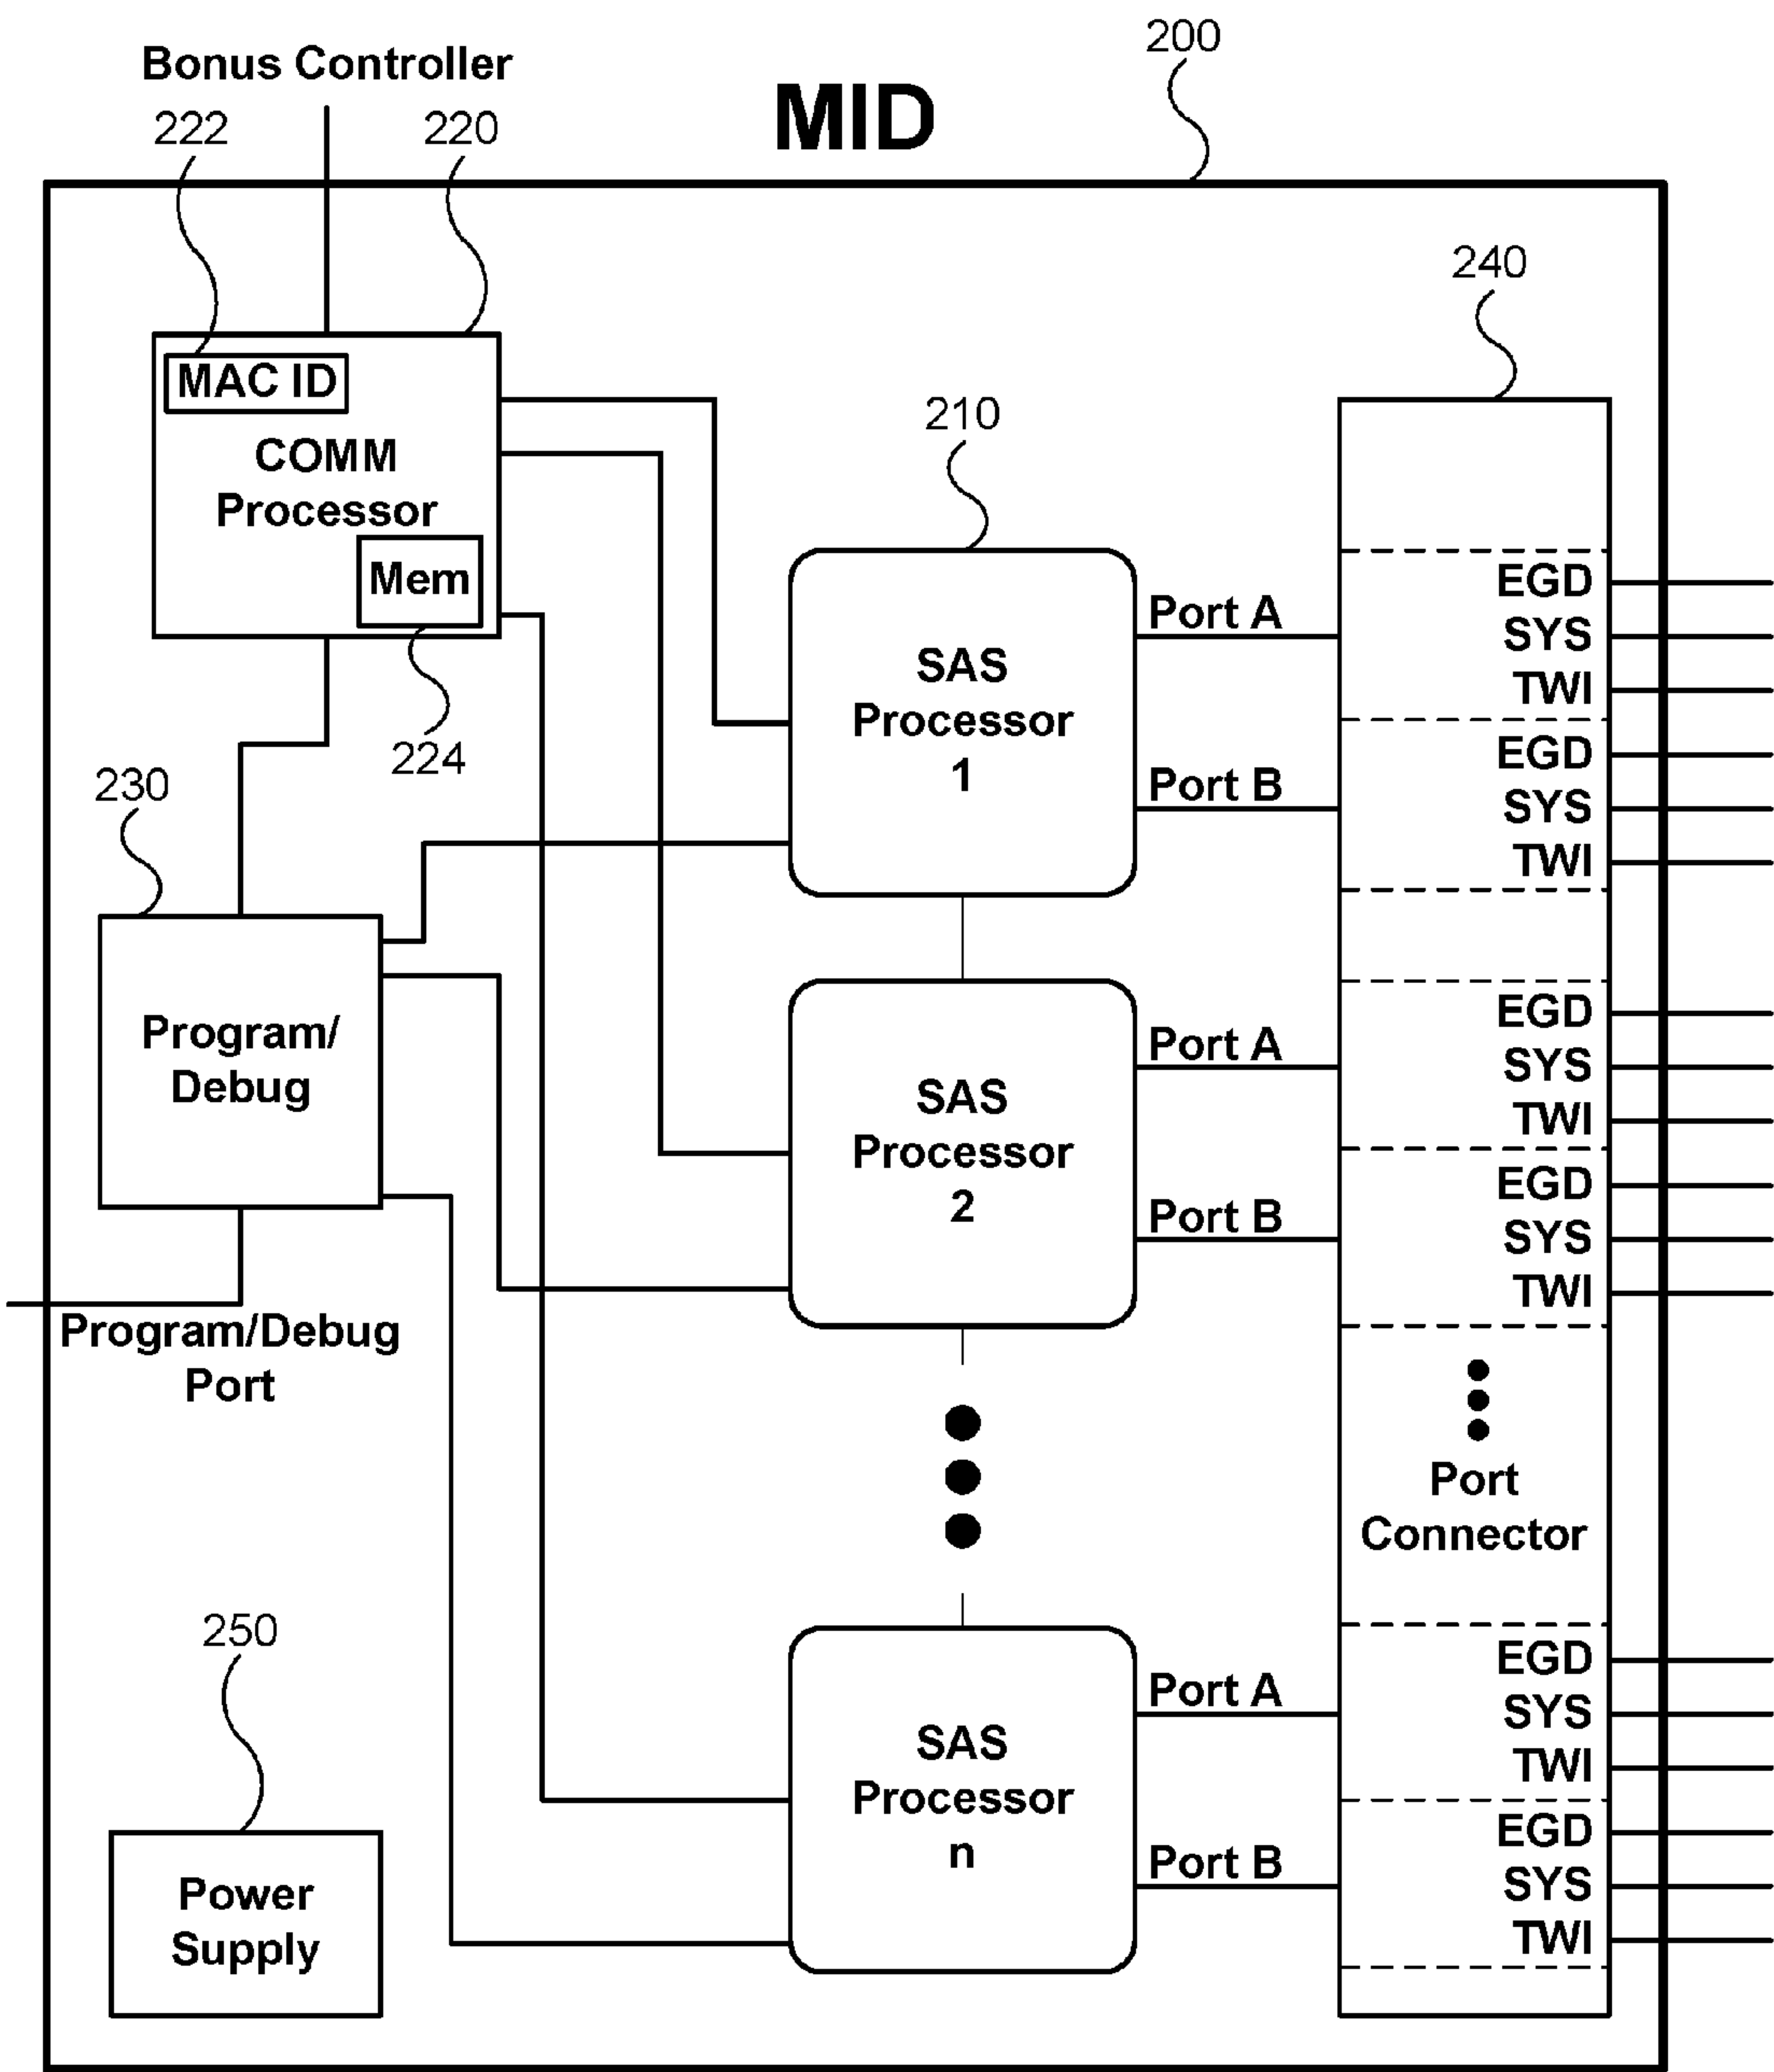 200
Bonus Controller
MID
222
220
240
MAC ID
210
COMM
Processor
Mem
224
230
SAS
Processor
1
Port A
Port B
EGD
SYS
TWI
EGD
SYS
TWI
Program/
Debug
SAS
Processor
2
Port A
Port B
EGD
SYS
TWI
EGD
SYS
TWI
Program/Debug
Port
Port
Connector
250
Power
Supply
SAS
Processor
n
Port A
Port B
EGD
SYS
TWI
EGD
SYS
TWI